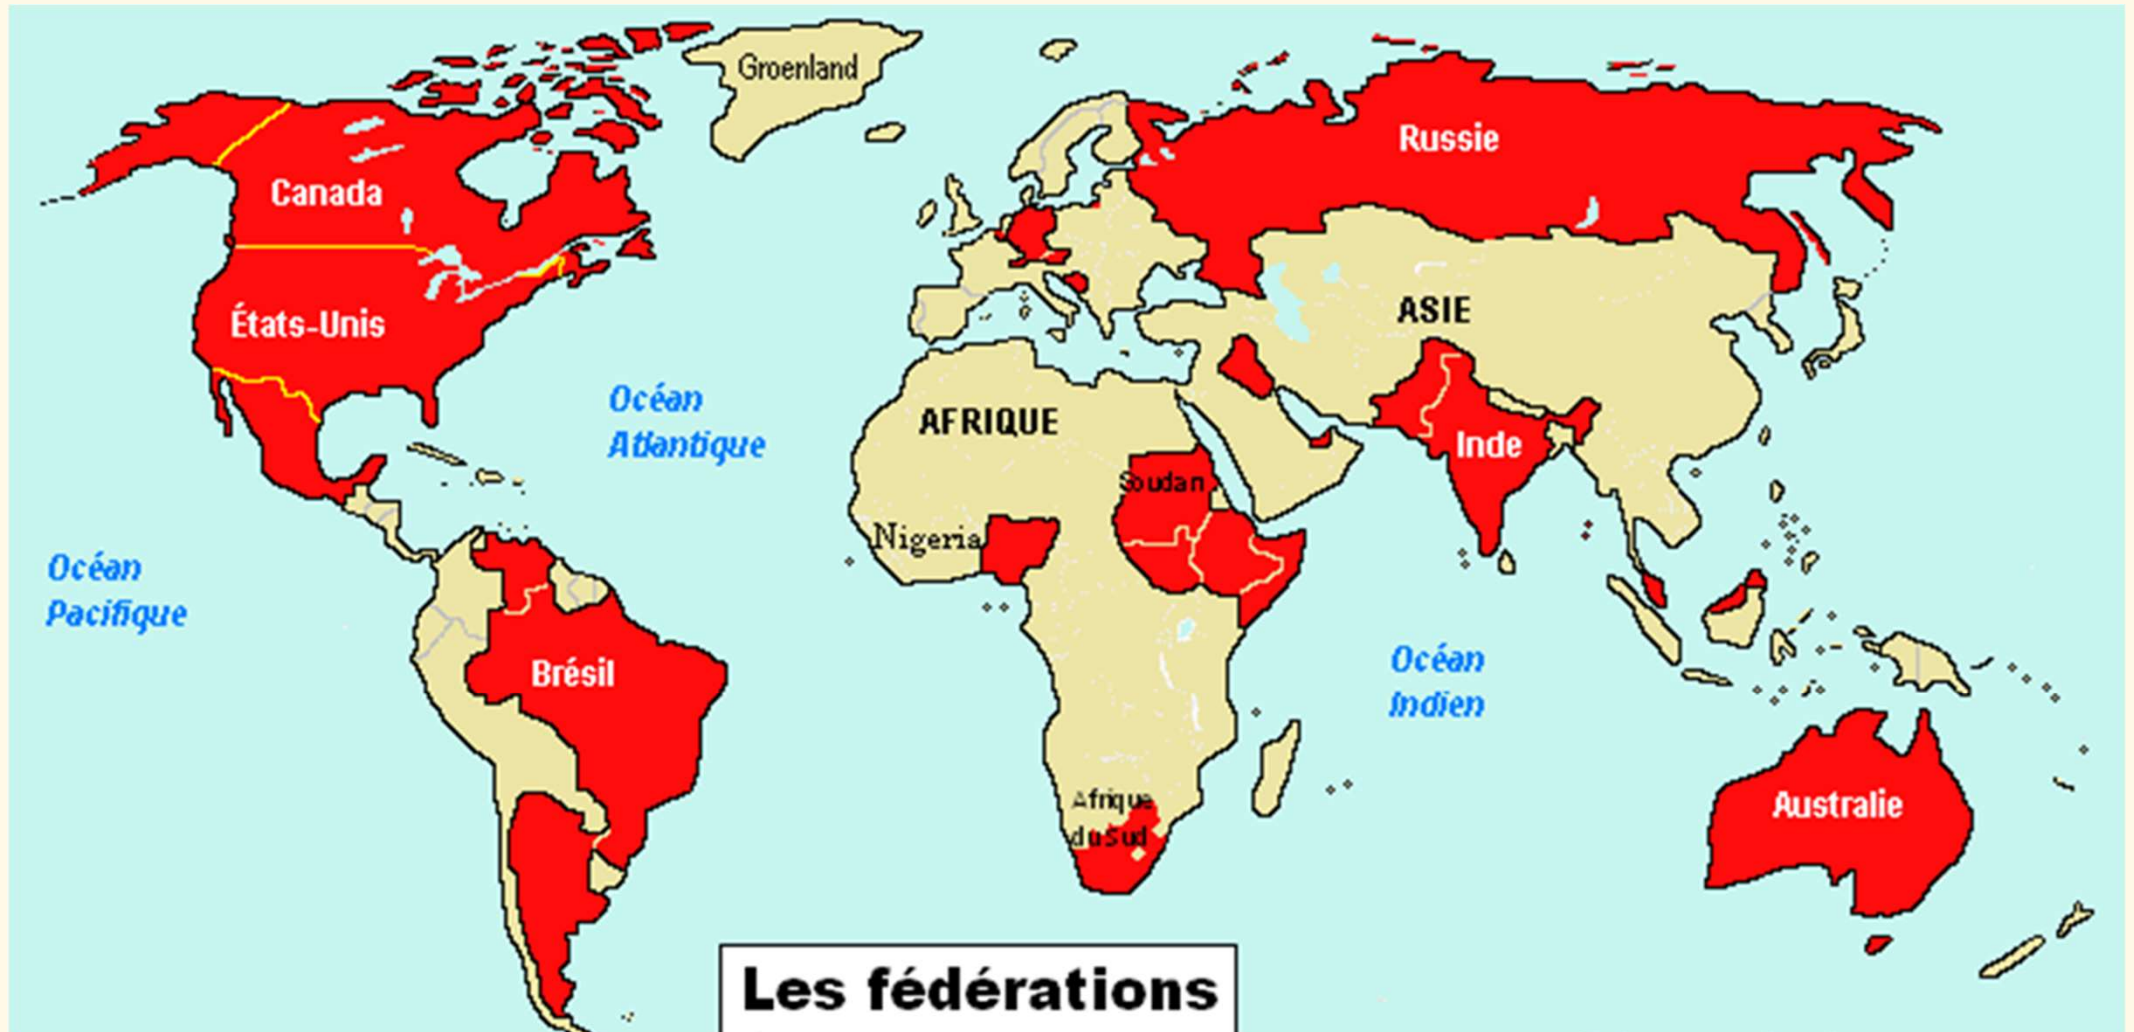 Groenland
Russie
Canada
États-Unis
ASIE
Océan
Atlantique
AFRIQUE
Inde
Soudan
Nigeria
Océan
Pacifique
Océan
Indien
Brésil
Afrique
du Sud
Australie
Les fédérations